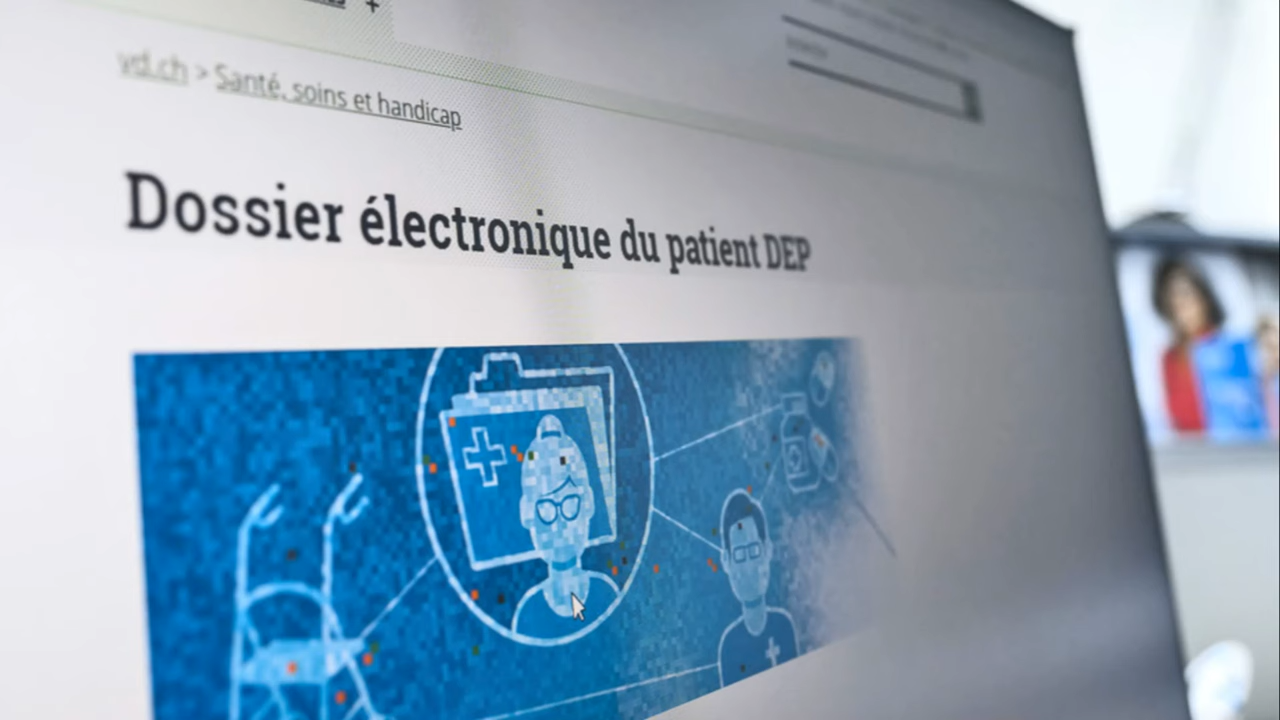 vd.ch > Santé, soins et handicap
Dossier électronique du patient DEP